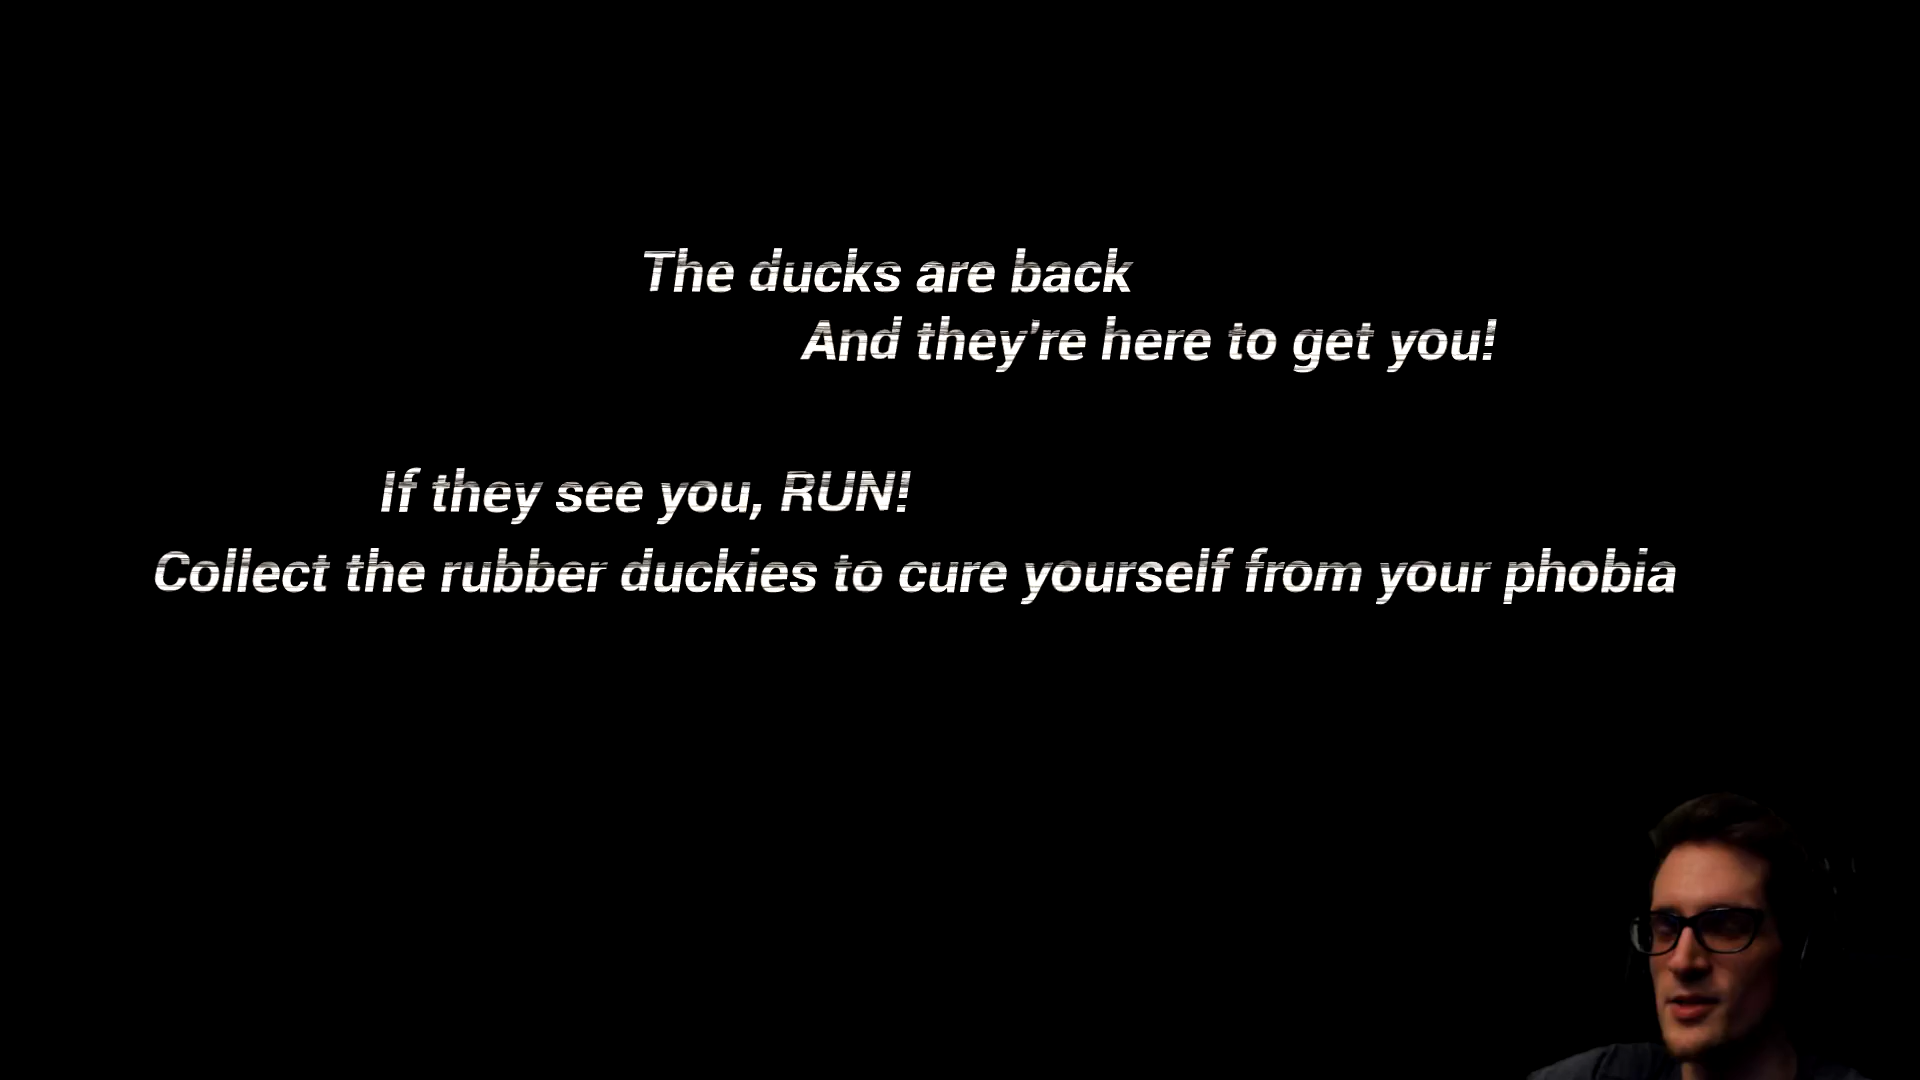 The ducks are back
And they're here to get you!
If they see you, RUN!
Collect the rubber duckies to cure yourself from your phobia